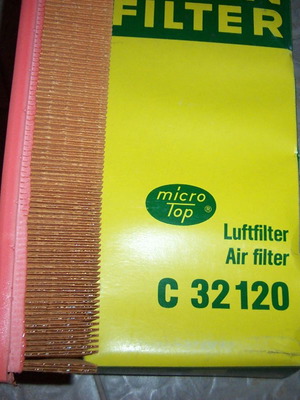 FILTER
micro
Top ®
Luftfilter
Air filter
C 32120